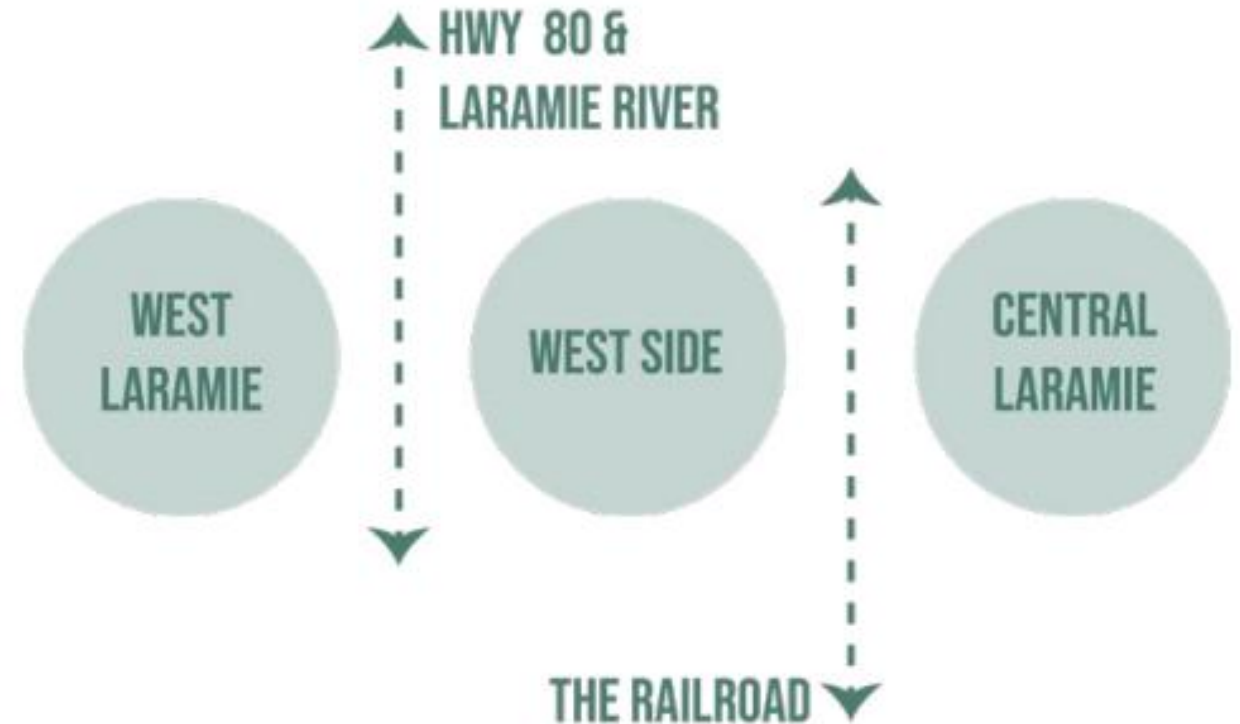 HWY 80 &
LARAMIE RIVER
WEST
LARAMIE
WEST SIDE
CENTRAL
LARAMIE
THE RAILROAD